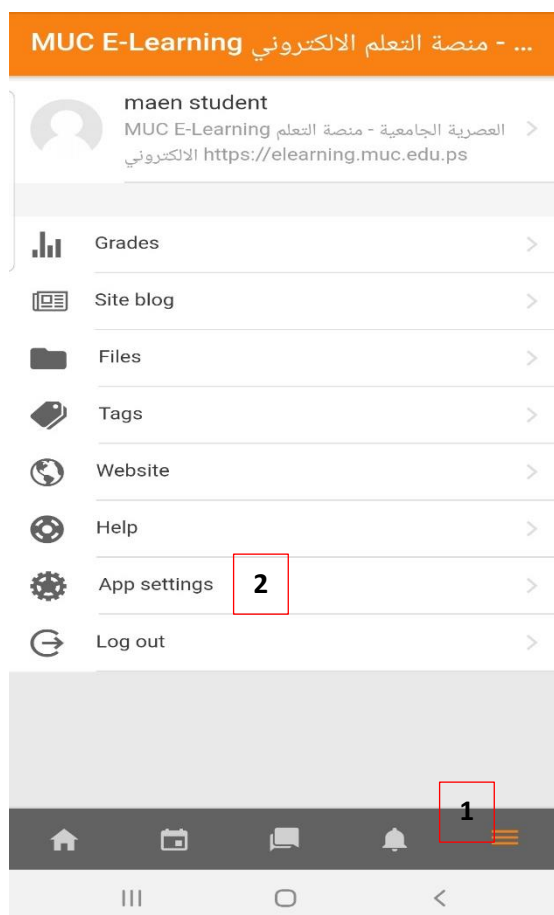 MUC E-Learning منصة التعلم الالكتروني - ...
maen student
MUC E-Learning العصرية الجامعية - منصة التعلم
الالكتروني https://elearning.muc.edu.ps
Grades
Site blog
Files
Tags
Website
Help
App settings 2
Log out
1